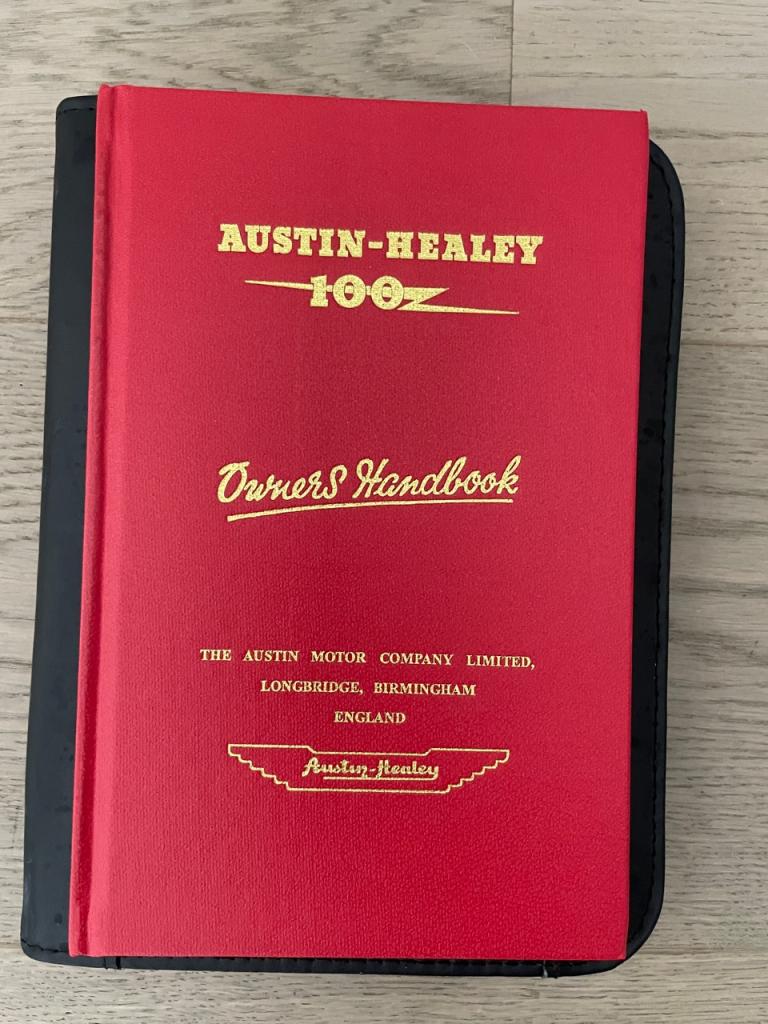 AUSTIN-HEALEY
100
Owners Handbook
THE AUSTIN MOTOR COMPANY LIMITED,
LONGBRIDGE, BIRMINGHAM
ENGLAND
Austin-Healey